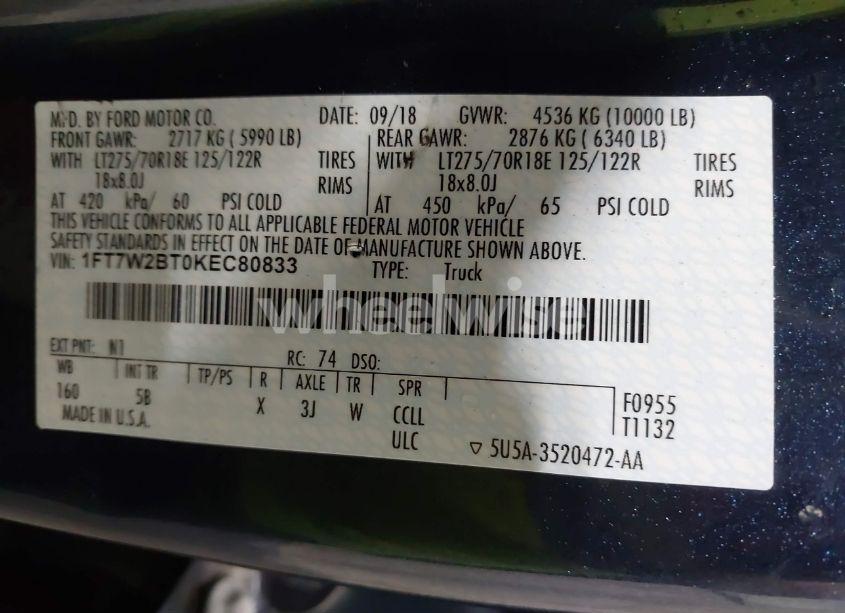 MFD. BY FORD MOTOR CO. DATE: 09/18 GVWR: 4536 KG (10000 LB)
FRONT GAWR: 2717 KG ( 5990 LB) REAR GAWR: 2876 KG ( 6340 LB)
WITH LT275/70R18E 125/122R TIRES WITH LT275/70R18E 125/122R TIRES
18x8.0J RIMS 18x8.0J RIMS
AT 420 kPa/ 60 PSI COLD AT 450 kPa/ 65 PSI COLD
THIS VEHICLE CONFORMS TO ALL APPLICABLE FEDERAL MOTOR VEHICLE
SAFETY STANDARDS IN EFFECT ON THE DATE OF MANUFACTURE SHOWN ABOVE.
VIN: 1FT7W2BT0KEC80833 TYPE: Truck
wheelwise
EXT PNT: N1 RC: 74 DSO:
WB INT TR TP/PS R AXLE TR SPR
160 5B X 3J W CCLL F0955
MADE IN U.S.A. ULC T1132
5U5A-3520472-AA